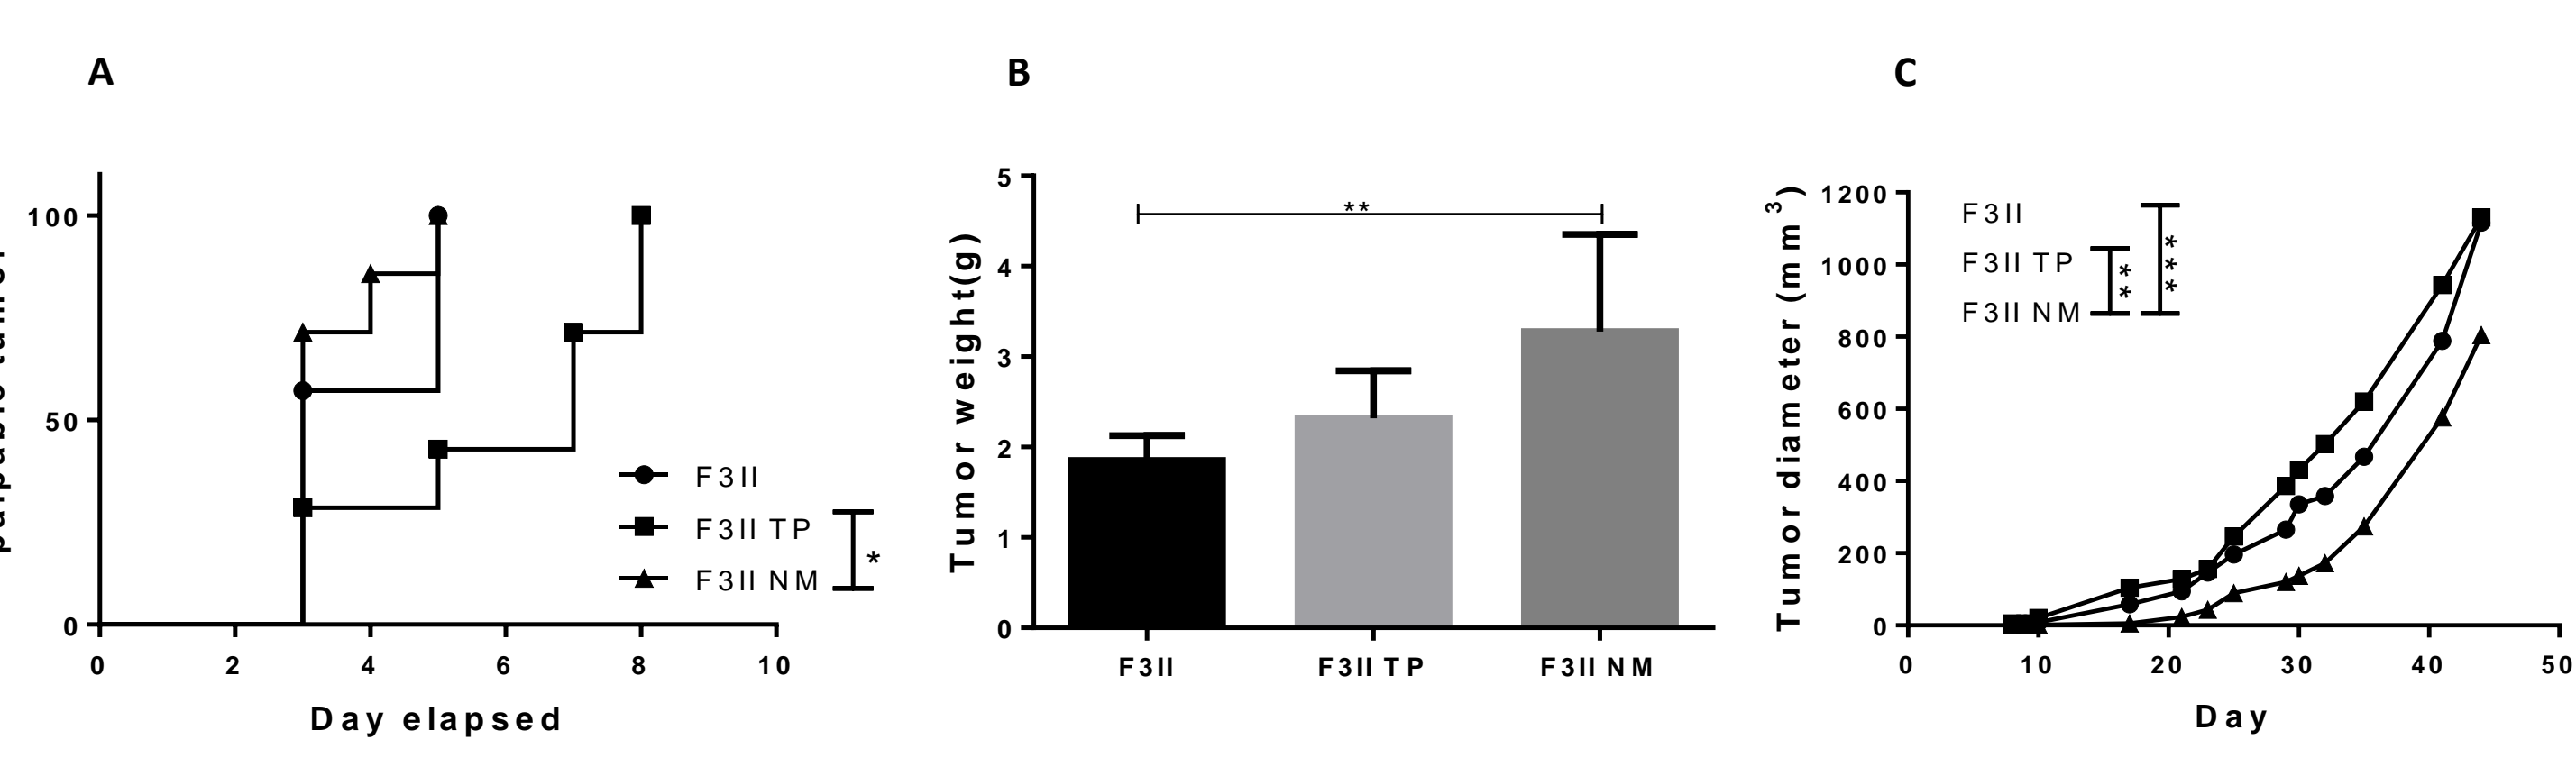 A
100
50
0
0 2 4 6 8 10
Day elapsed
F3II
F3II TP
F3II NM
*
B
Tumor weight(g)
5
4
3
2
1
0
**
F3II F3II TP F3II NM
C
Tumor diameter (mm³)
1200
1000
800
600
400
200
0
F3II
F3II TP
F3II NM
**
***
0 10 20 30 40 50
Day